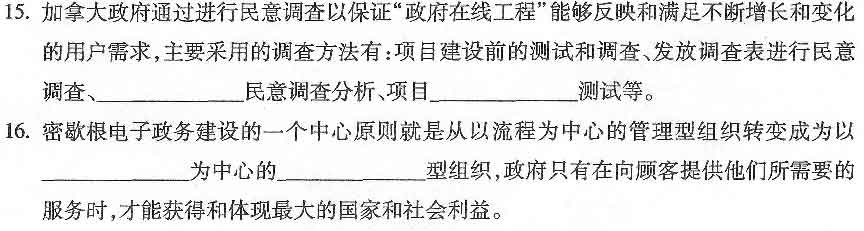 15. 加拿大政府通过进行民意调查以保证“政府在线工程”能够反映和满足不断增长和变化
的用户需求,主要采用的调查方法有:项目建设前的测试和调查、发放调查表进行民意
调查、____________民意调查分析、项目____________测试等。
16. 密歇根电子政务建设的一个中心原则就是从以流程为中心的管理型组织转变成为以
____________为中心的____________型组织,政府只有在向顾客提供他们所需要的
服务时,才能获得和体现最大的国家和社会利益。